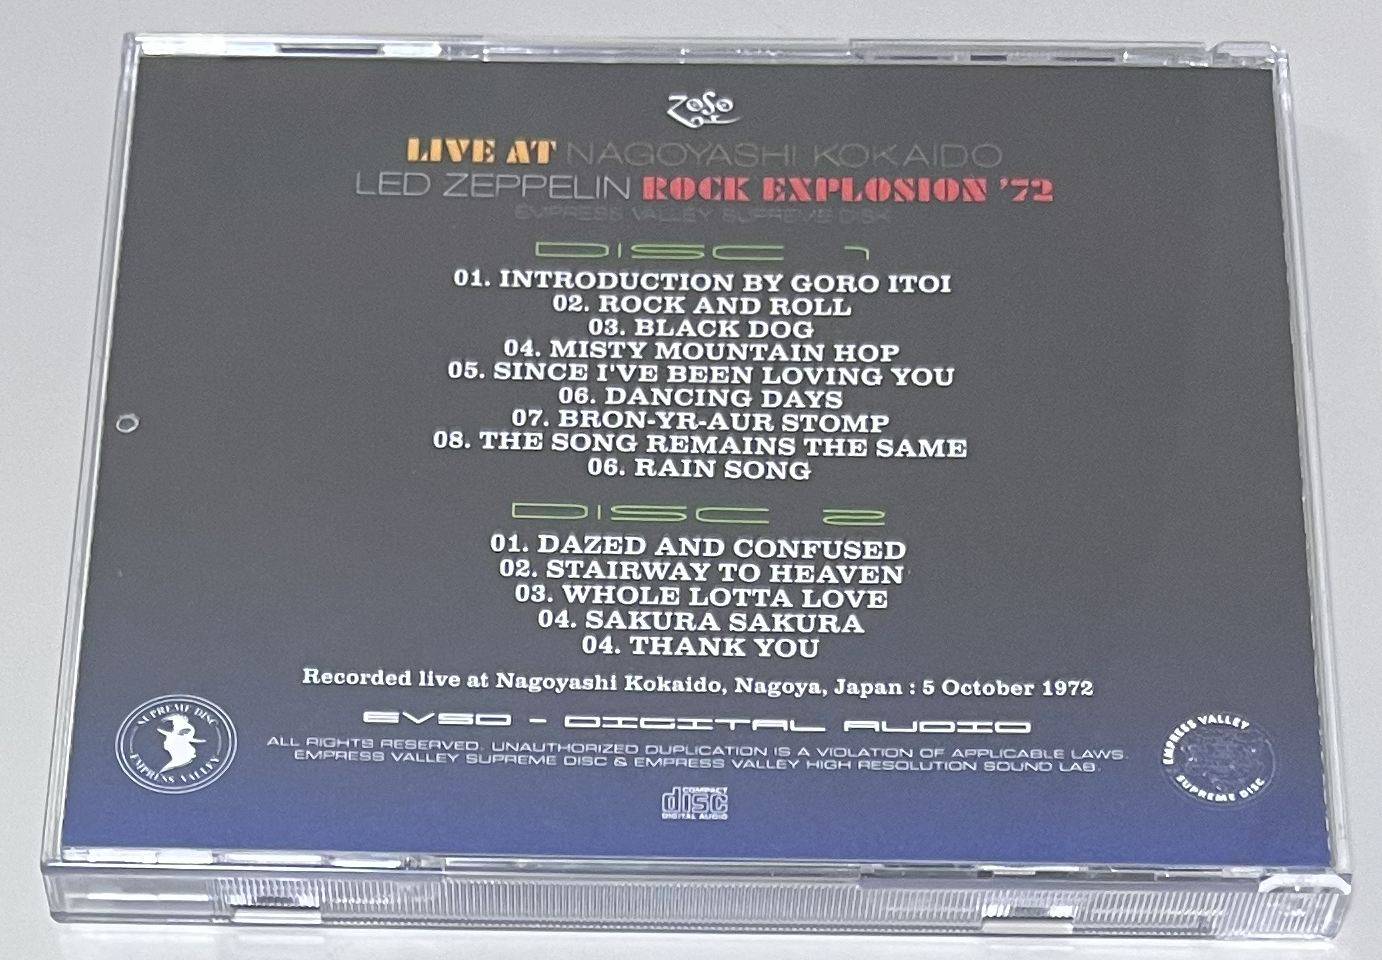 ZoSo
LIVE AT NAGOYASHI KOKAIDO
LED ZEPPELIN ROCK EXPLOSION '72
EMPRESS VALLEY SUPREME DISK
DISC 1
01. INTRODUCTION BY GORO ITOI
02. ROCK AND ROLL
03. BLACK DOG
04. MISTY MOUNTAIN HOP
05. SINCE I'VE BEEN LOVING YOU
06. DANCING DAYS
07. BRON-YR-AUR STOMP
08. THE SONG REMAINS THE SAME
06. RAIN SONG
DISC 2
01. DAZED AND CONFUSED
02. STAIRWAY TO HEAVEN
03. WHOLE LOTTA LOVE
04. SAKURA SAKURA
04. THANK YOU
Recorded live at Nagoyashi Kokaido, Nagoya, Japan : 5 October 1972
EVSD - DIGITAL AUDIO
ALL RIGHTS RESERVED. UNAUTHORIZED DUPLICATION IS A VIOLATION OF APPLICABLE LAWS.
EMPRESS VALLEY SUPREME DISC & EMPRESS VALLEY HIGH RESOLUTION SOUND LAB.
SUPREME DISC
EMPRESS VALLEY
EMPRESS VALLEY
SUPREME DISC
COMPACT
disc
DIGITAL AUDIO